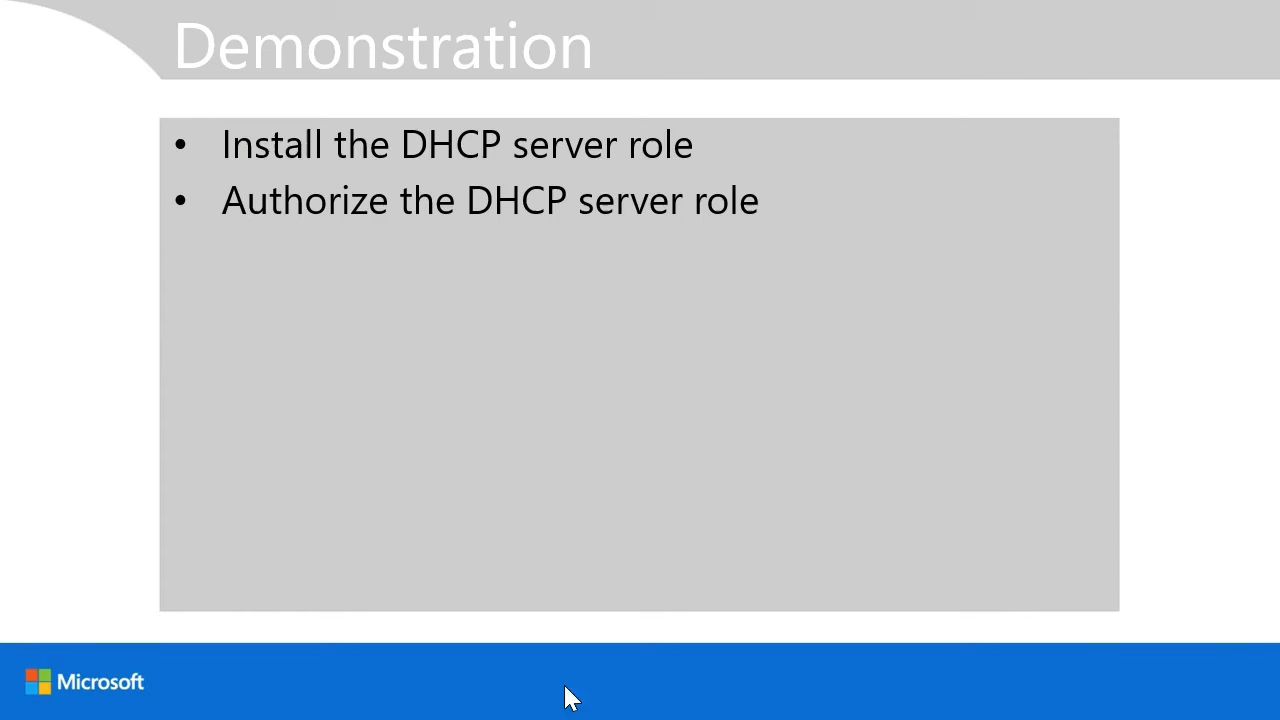 Demonstration
• Install the DHCP server role
• Authorize the DHCP server role
Microsoft